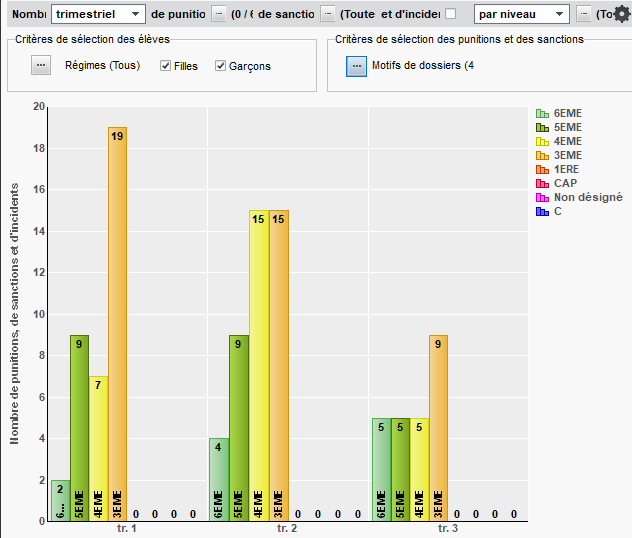 Nombi trimestriel de punitio ... (0 / 6 de sanctio ... (Toute et d'incider par niveau ... (To
Critères de sélection des élèves
... Régimes (Tous) Filles Garçons
Critères de sélection des punitions et des sanctions
... Motifs de dossiers (4
Nombre de punitions, de sanctions et d'incidents
20
18
16
14
12
10
8
6
4
2
0
2 9 7 19 0 0 0 0
6... 5EME 4EME 3EME
tr. 1
4 9 15 15 0 0 0 0
6EME 5EME 4EME 3EME
tr. 2
5 5 5 9 0 0 0 0
6EME 5EME 4EME 3EME
tr. 3
6EME
5EME
4EME
3EME
1ERE
CAP
Non désigné
C